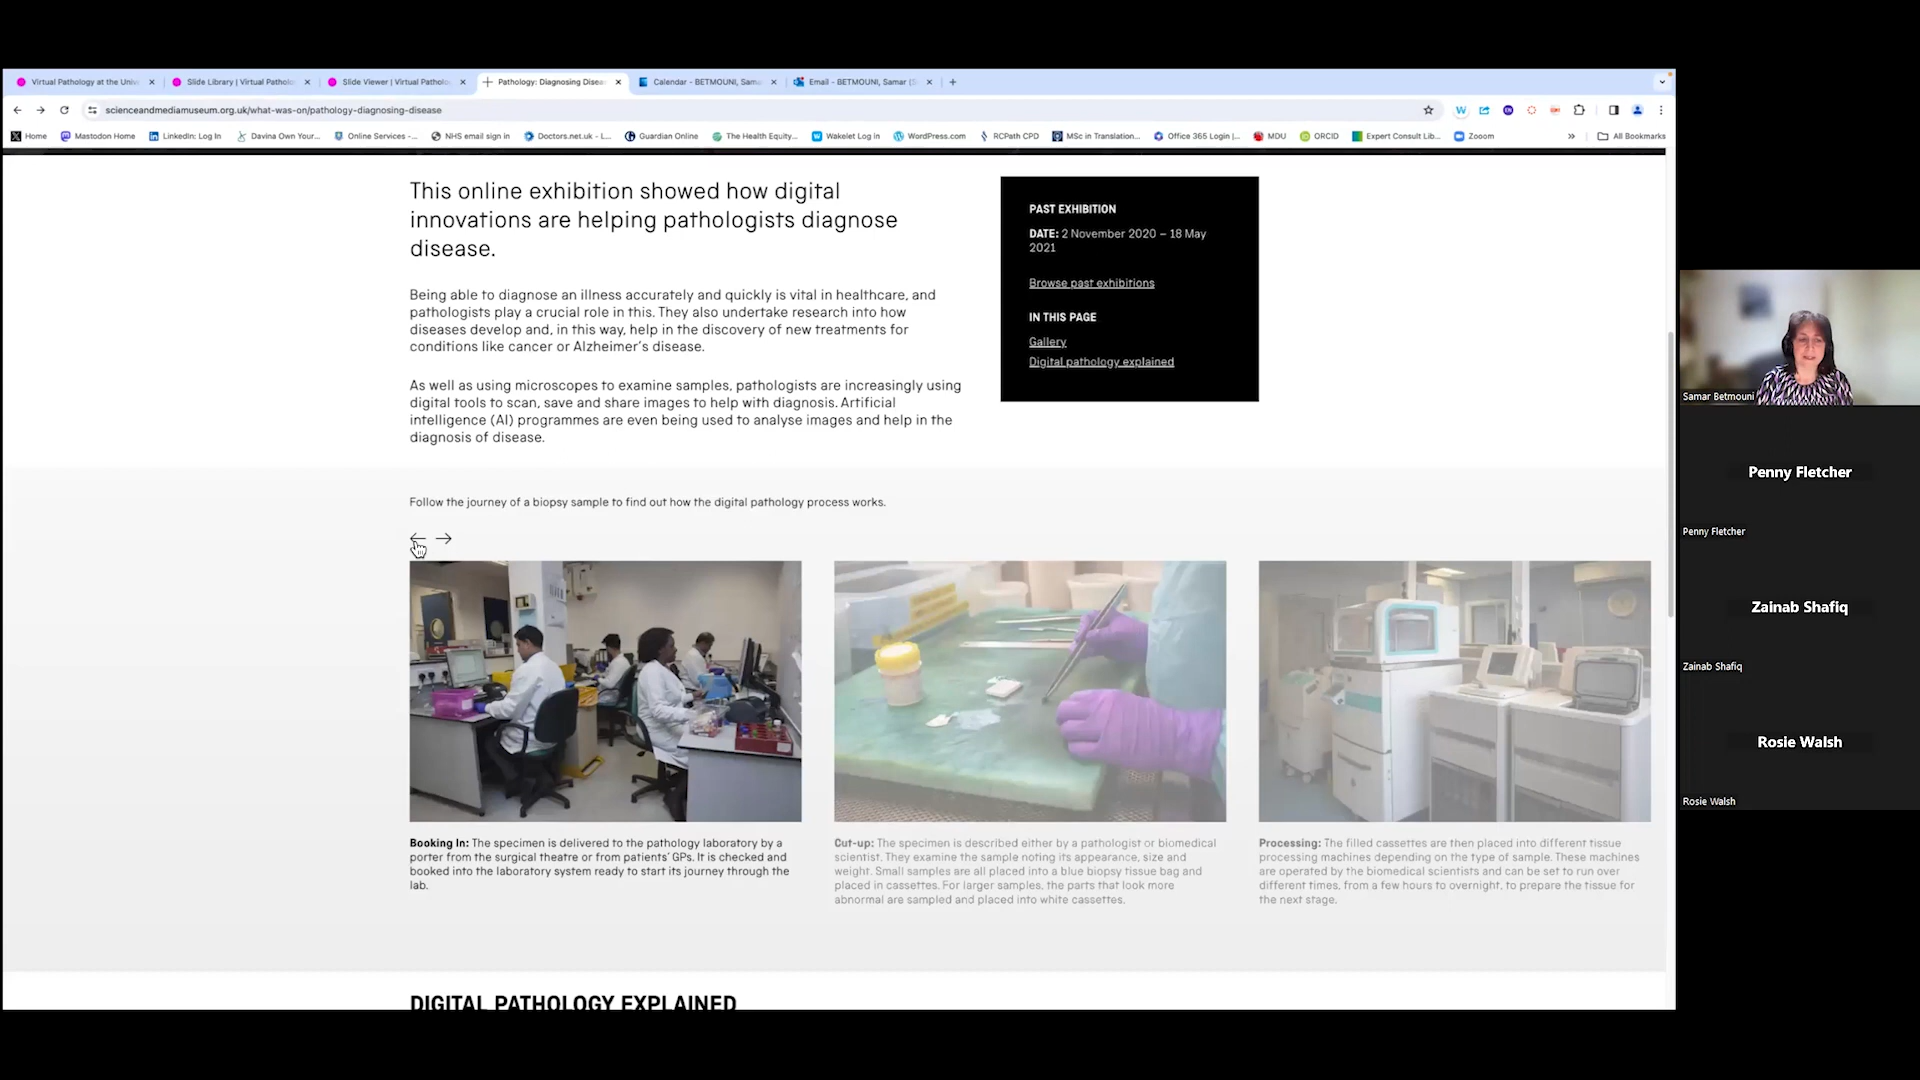 Virtual Pathology at the Univ
Slide Library | Virtual Patholo
Slide Viewer | Virtual Patholo
Pathology: Diagnosing Disea
Calendar - BETMOUNI, Sam
Email - BETMOUNI, Samar (
scienceandmediamuseum.org.uk/what-was-on/pathology-diagnosing-disease
Home
Mastodon Home
LinkedIn: Log In
Davina Own Your...
Online Services -...
NHS email sign in
Doctors.net.uk - L...
Guardian Online
The Health Equity...
Wakelet Log in
WordPress.com
RCPath CPD
MSc in Translation...
Office 365 Login |...
MDU
ORCID
Expert Consult Lib...
Zooom
All Bookmarks
This online exhibition showed how digital
innovations are helping pathologists diagnose
disease.
Being able to diagnose an illness accurately and quickly is vital in healthcare, and
pathologists play a crucial role in this. They also undertake research into how
diseases develop and, in this way, help in the discovery of new treatments for
conditions like cancer or Alzheimer's disease.
As well as using microscopes to examine samples, pathologists are increasingly using
digital tools to scan, save and share images to help with diagnosis. Artificial
intelligence (AI) programmes are even being used to analyse images and help in the
diagnosis of disease.
PAST EXHIBITION
DATE: 2 November 2020 – 18 May
2021
Browse past exhibitions
IN THIS PAGE
Gallery
Digital pathology explained
Follow the journey of a biopsy sample to find out how the digital pathology process works.
Booking In: The specimen is delivered to the pathology laboratory by a
porter from the surgical theatre or from patients' GPs. It is checked and
booked into the laboratory system ready to start its journey through the
lab.
Cut-up: The specimen is described either by a pathologist or biomedical
scientist. They examine the sample noting its appearance, size and
weight. Small samples are all placed into a blue biopsy tissue bag and
placed in cassettes. For larger samples, the parts that look more
abnormal are sampled and placed into white cassettes.
Processing: The filled cassettes are then placed into different tissue
processing machines depending on the type of sample. These machines
are operated by the biomedical scientists and can be set to run over
different times, from a few hours to overnight, to prepare the tissue for
the next stage.
DIGITAL PATHOLOGY EXPLAINED
Samar Betmouni
Penny Fletcher
Penny Fletcher
Zainab Shafiq
Zainab Shafiq
Rosie Walsh
Rosie Walsh